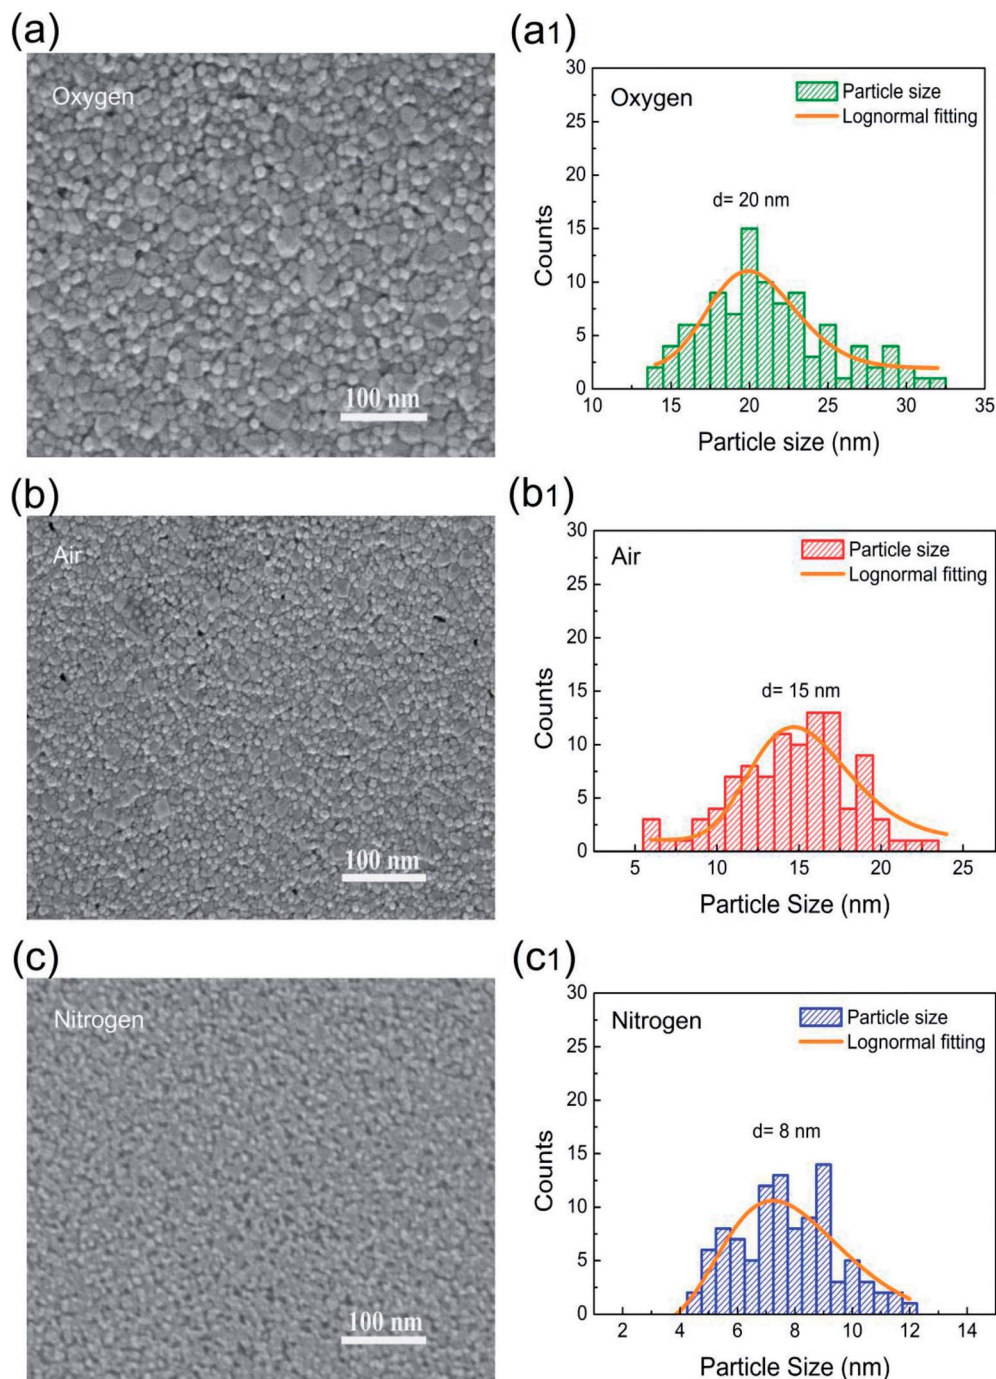 (a)
Oxygen
100 nm
(a1)
30
25
20
15
10
5
0
Counts
Oxygen
Particle size
Lognormal fitting
d= 20 nm
10 15 20 25 30 35
Particle size (nm)
(b)
Air
100 nm
(b1)
30
25
20
15
10
5
0
Counts
Air
Particle size
Lognormal fitting
d= 15 nm
5 10 15 20 25
Particle Size (nm)
(c)
Nitrogen
100 nm
(c1)
30
25
20
15
10
5
0
Counts
Nitrogen
Particle size
Lognormal fitting
d= 8 nm
2 4 6 8 10 12 14
Particle Size (nm)